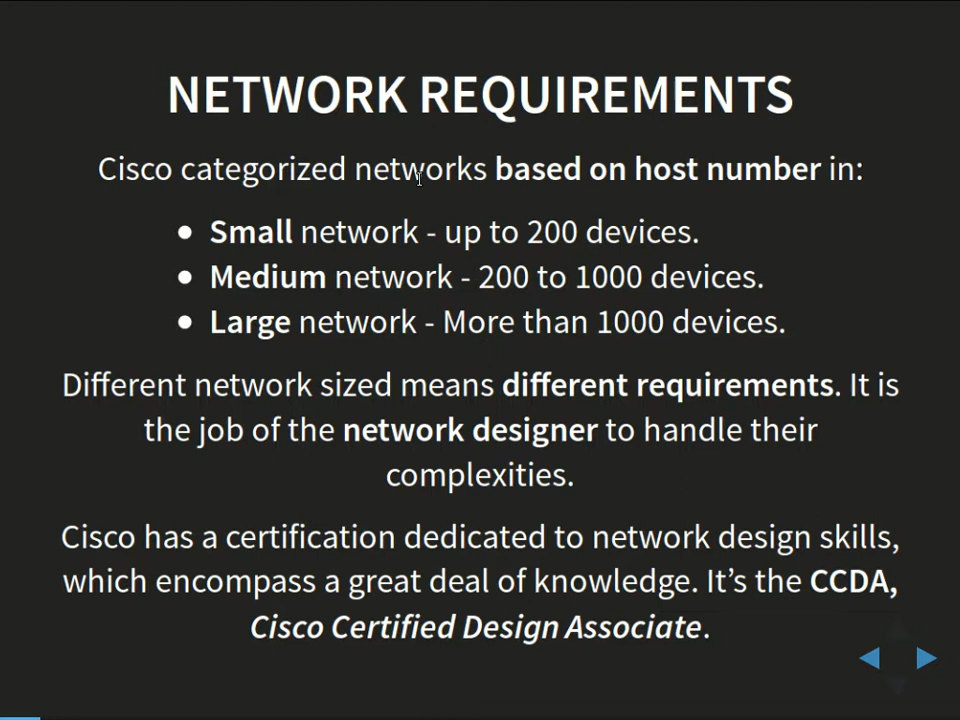 NETWORK REQUIREMENTS
Cisco categorized networks based on host number in:
• Small network - up to 200 devices.
• Medium network - 200 to 1000 devices.
• Large network - More than 1000 devices.
Different network sized means different requirements. It is
the job of the network designer to handle their
complexities.
Cisco has a certification dedicated to network design skills,
which encompass a great deal of knowledge. It’s the CCDA,
Cisco Certified Design Associate.